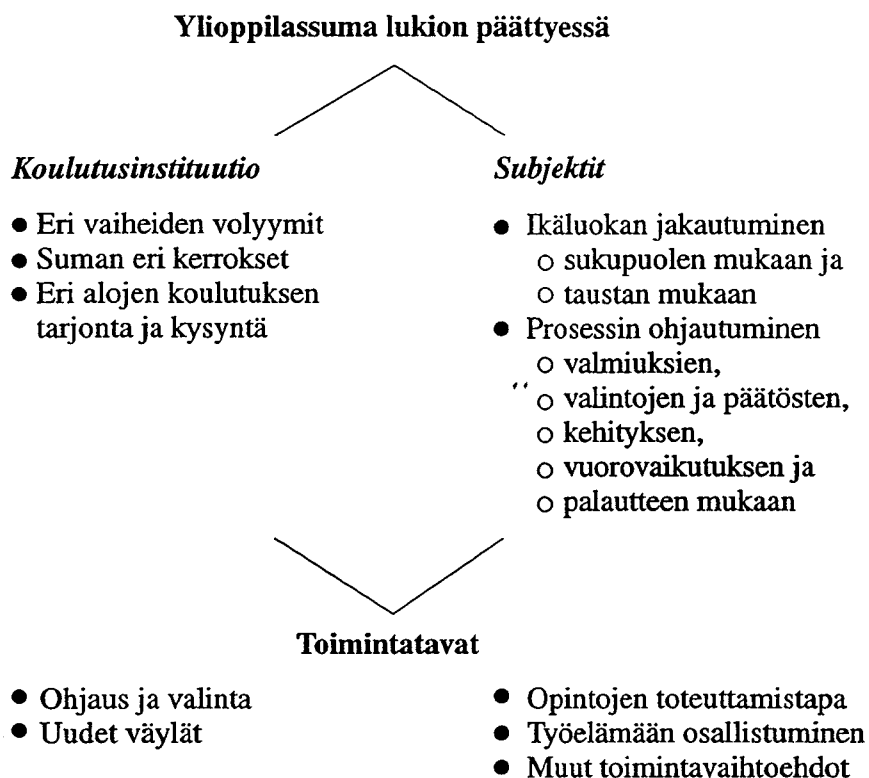 Ylioppilassuma lukion päättyessä
Koulutusinstituutio
● Eri vaiheiden volyymit
● Suman eri kerrokset
● Eri alojen koulutuksen
tarjonta ja kysyntä
Subjektit
● Ikäluokan jakautuminen
○ sukupuolen mukaan ja
○ taustan mukaan
● Prosessin ohjautuminen
○ valmiuksien,
○ valintojen ja päätösten,
○ kehityksen,
○ vuorovaikutuksen ja
○ palautteen mukaan
Toimintatavat
● Ohjaus ja valinta
● Uudet väylät
● Opintojen toteuttamistapa
● Työelämään osallistuminen
● Muut toimintavaihtoehdot